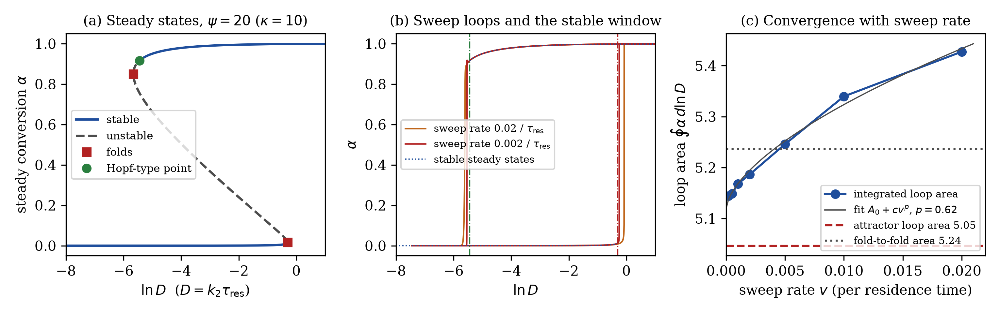 (a) Steady states, ψ = 20 (κ = 10)
steady conversion α
1.0
0.8
0.6
0.4
0.2
0.0
stable
unstable
folds
Hopf-type point
−8
−6
−4
−2
0
ln D (D = k₂τ_res)
(b) Sweep loops and the stable window
α
1.0
0.8
0.6
0.4
0.2
0.0
sweep rate 0.02 / τ_res
sweep rate 0.002 / τ_res
stable steady states
−8
−6
−4
−2
0
ln D
(c) Convergence with sweep rate
loop area ∮α d ln D
5.4
5.3
5.2
5.1
integrated loop area
fit A₀ + cvᵖ, p = 0.62
attractor loop area 5.05
fold-to-fold area 5.24
0.000
0.005
0.010
0.015
0.020
sweep rate v (per residence time)